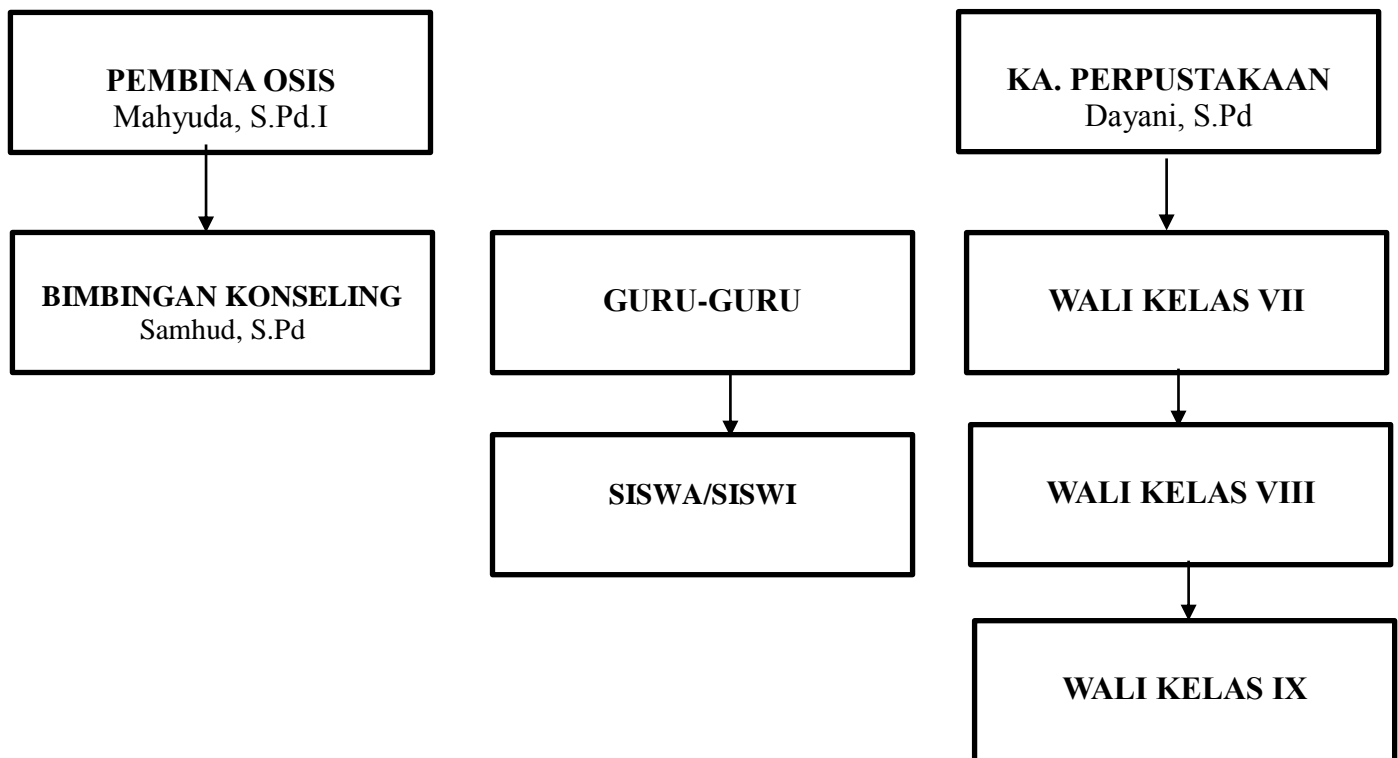 PEMBINA OSIS
Mahyuda, S.Pd.I
KA. PERPUSTAKAAN
Dayani, S.Pd
BIMBINGAN KONSELING
Samhud, S.Pd
GURU-GURU
WALI KELAS VII
SISWA/SISWI
WALI KELAS VIII
WALI KELAS IX